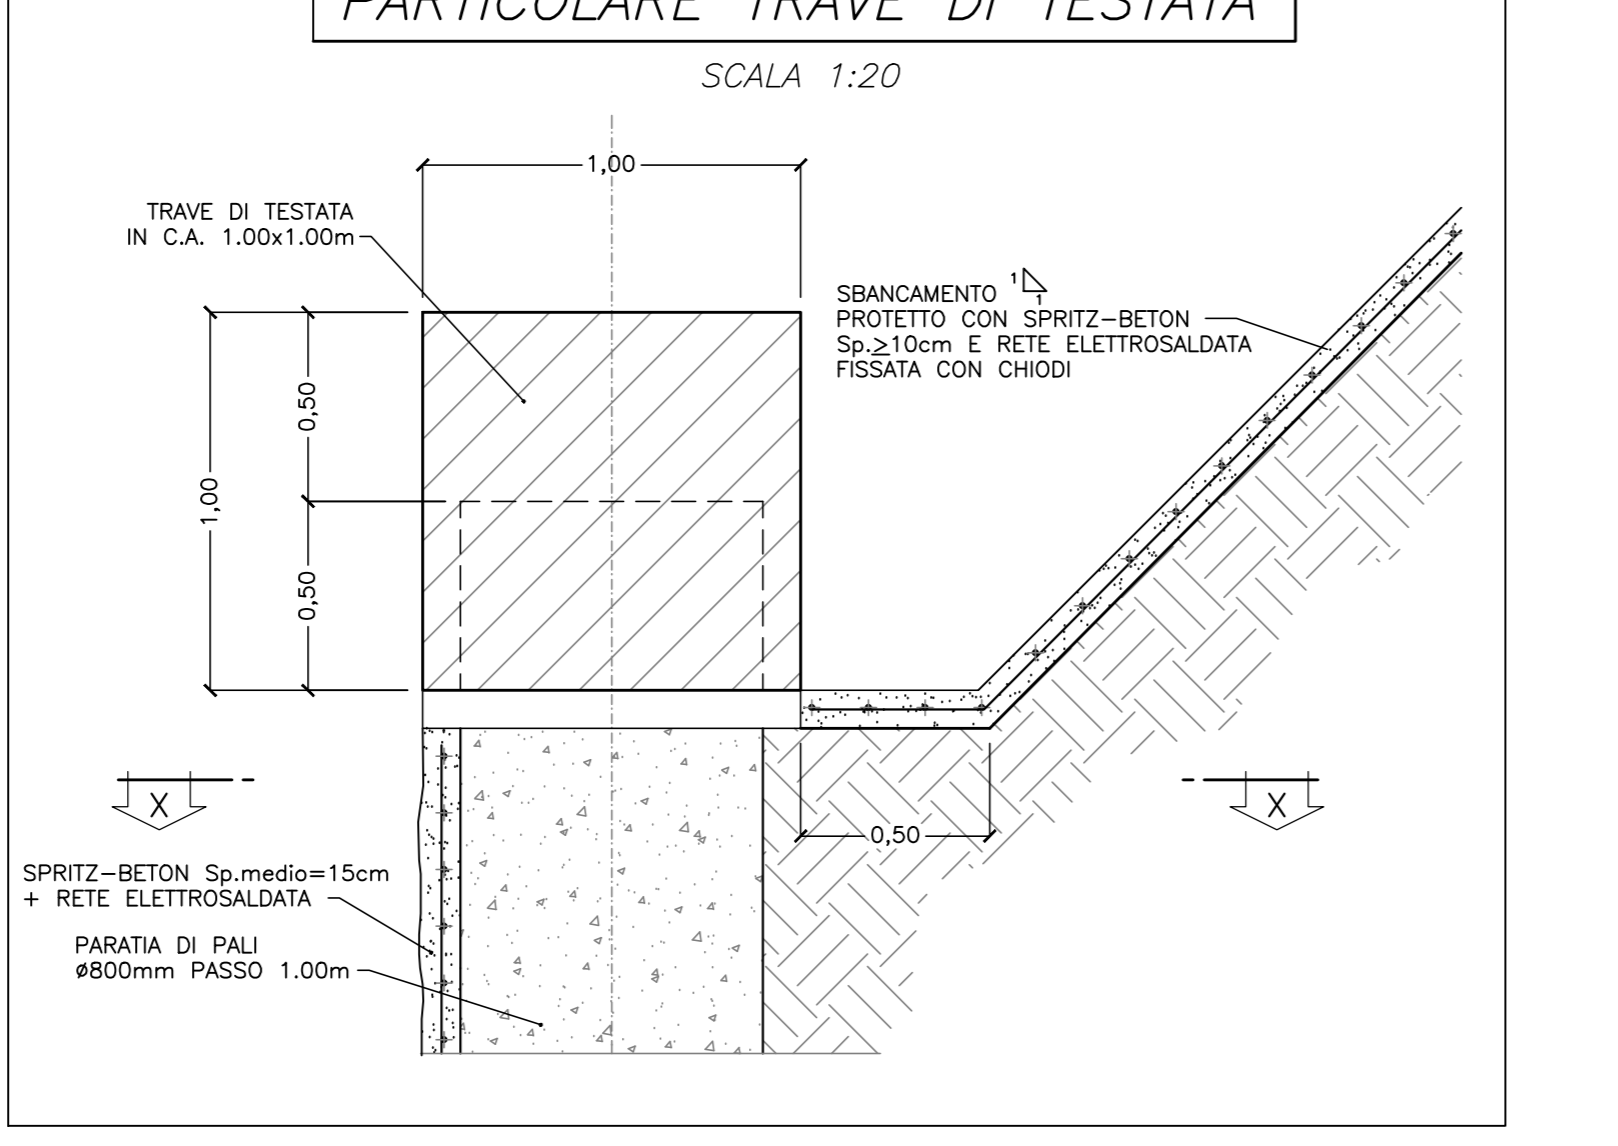 PARTICOLARE TRAVE DI TESTATA
SCALA 1:20
1,00
TRAVE DI TESTATA
IN C.A. 1.00x1.00m
SBANCAMENTO 1 1
PROTETTO CON SPRITZ-BETON
Sp.≥10cm E RETE ELETTROSALDATA
FISSATA CON CHIODI
0,50
1,00
0,50
X
X
0,50
SPRITZ-BETON Sp.medio=15cm
+ RETE ELETTROSALDATA
PARATIA DI PALI
ø800mm PASSO 1.00m